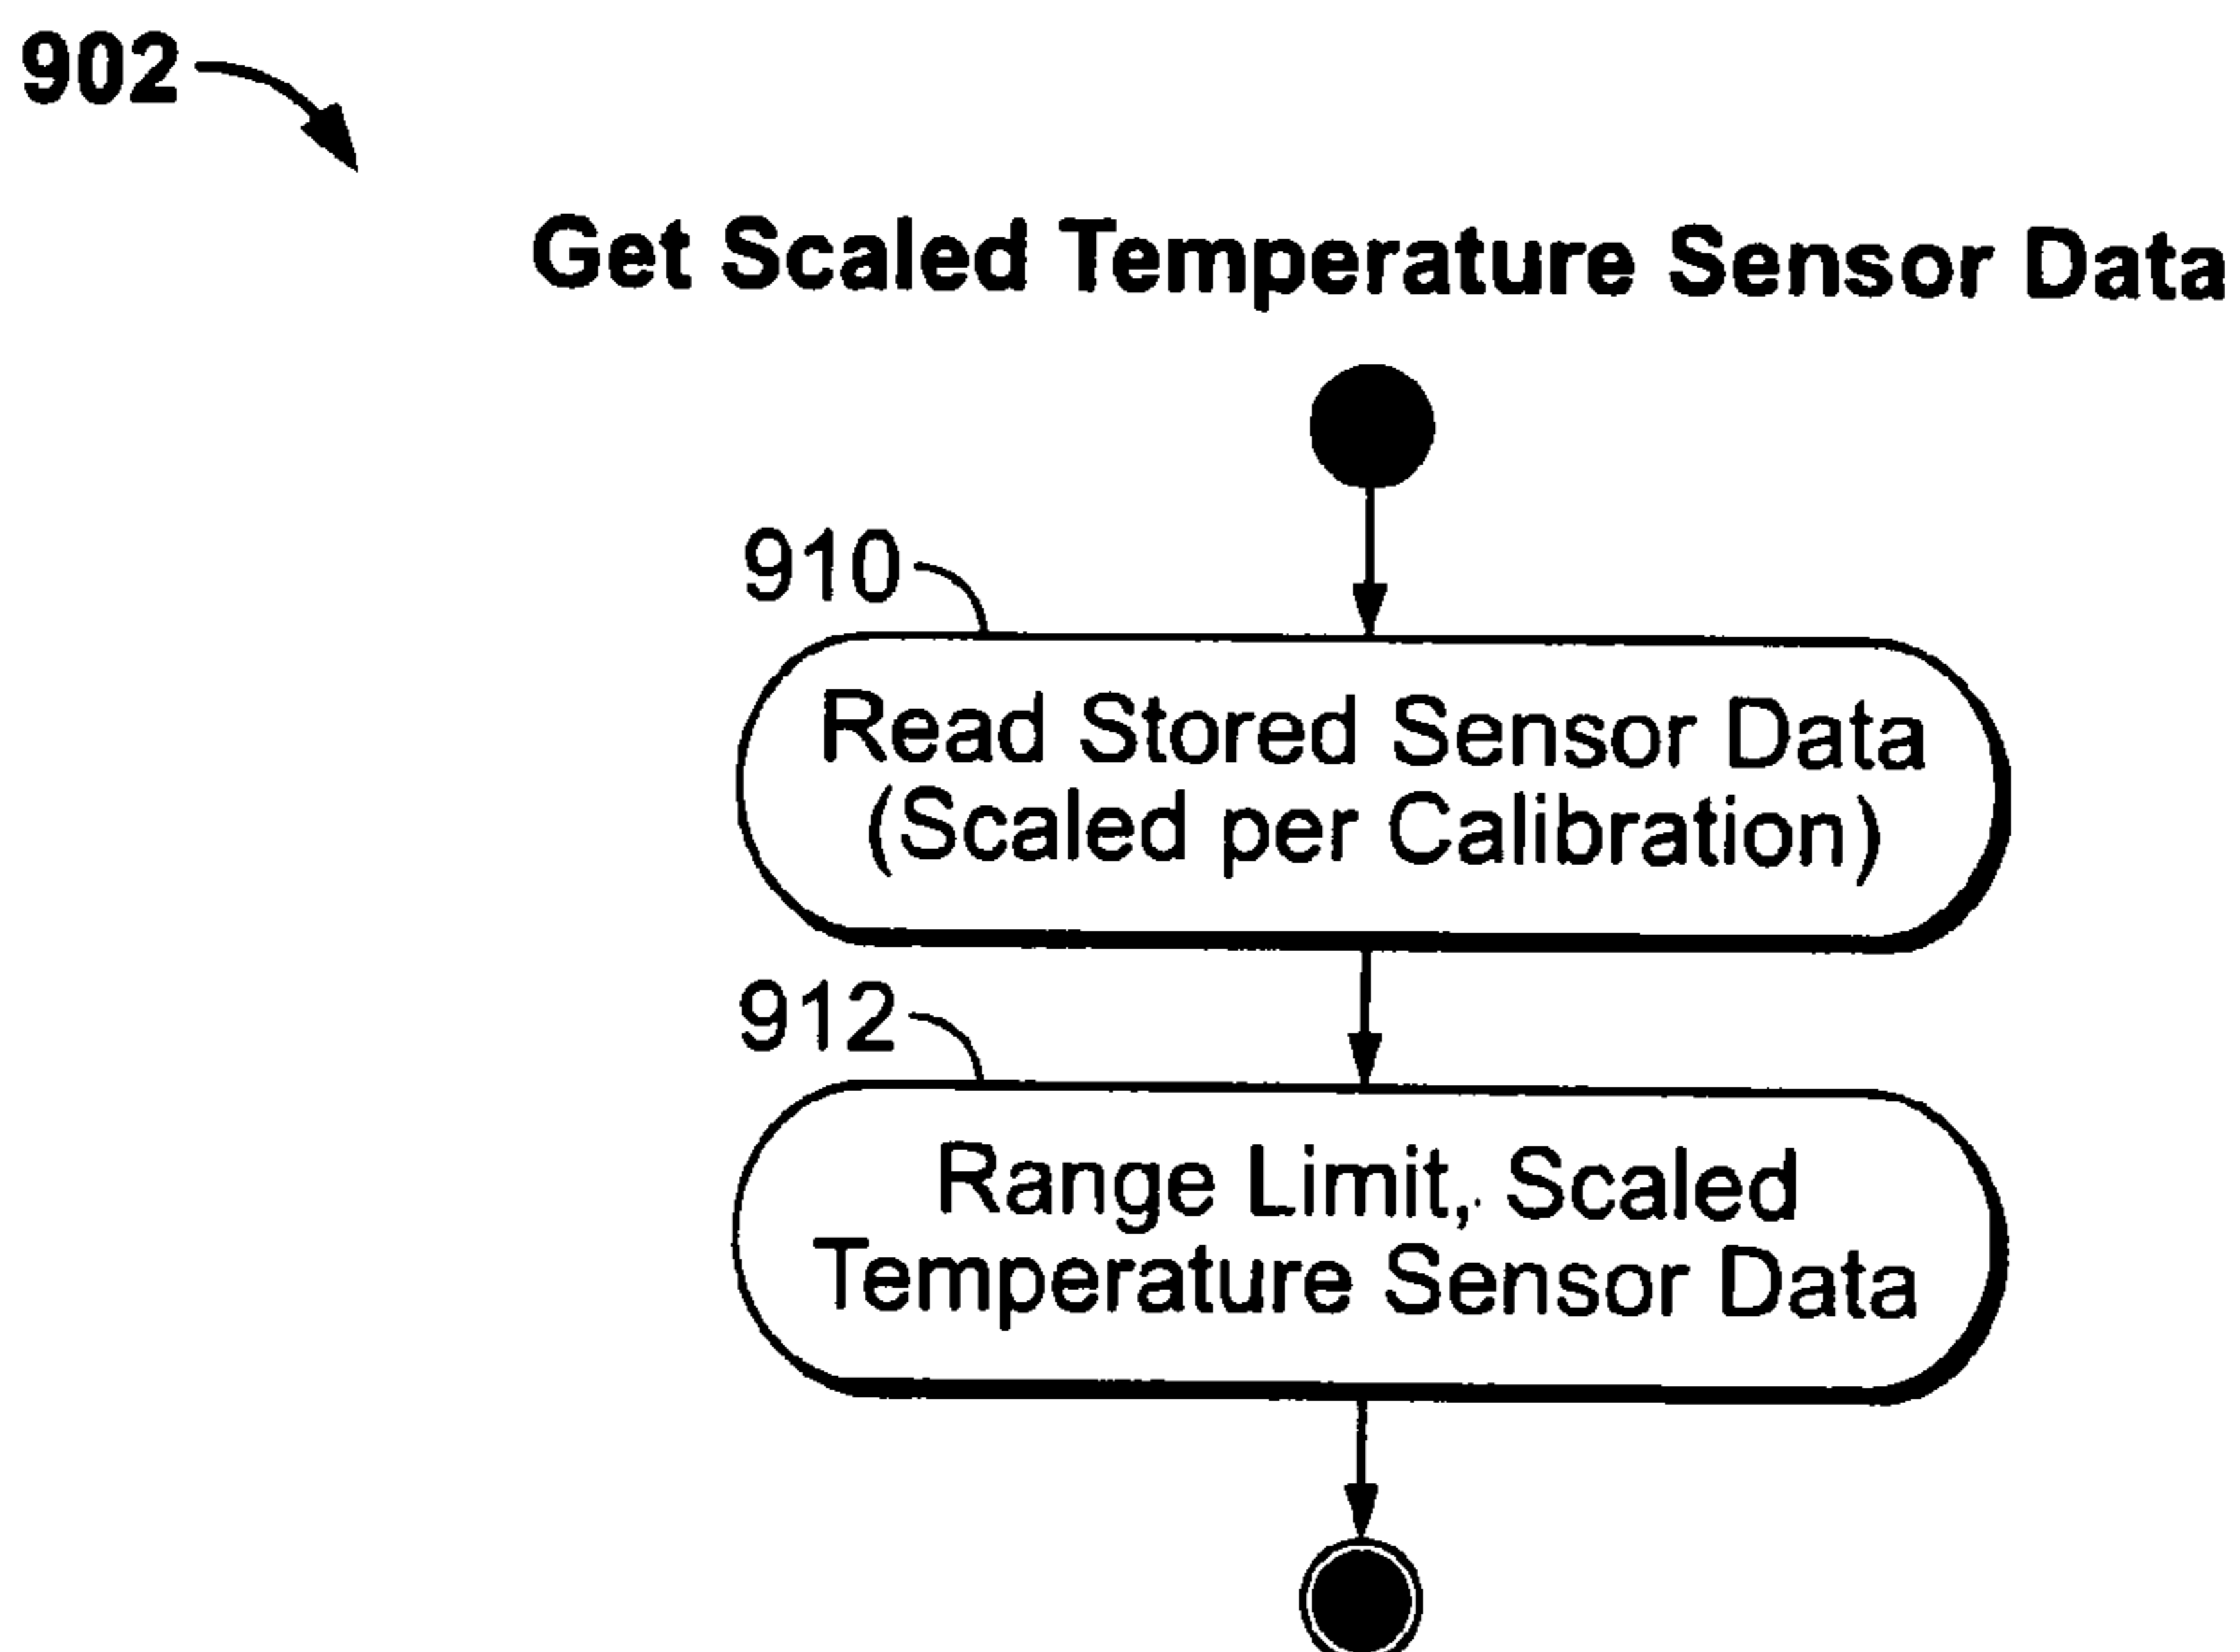 902
Get Scaled Temperature Sensor Data
910
Read Stored Sensor Data
(Scaled per Calibration)
912
Range Limit, Scaled
Temperature Sensor Data